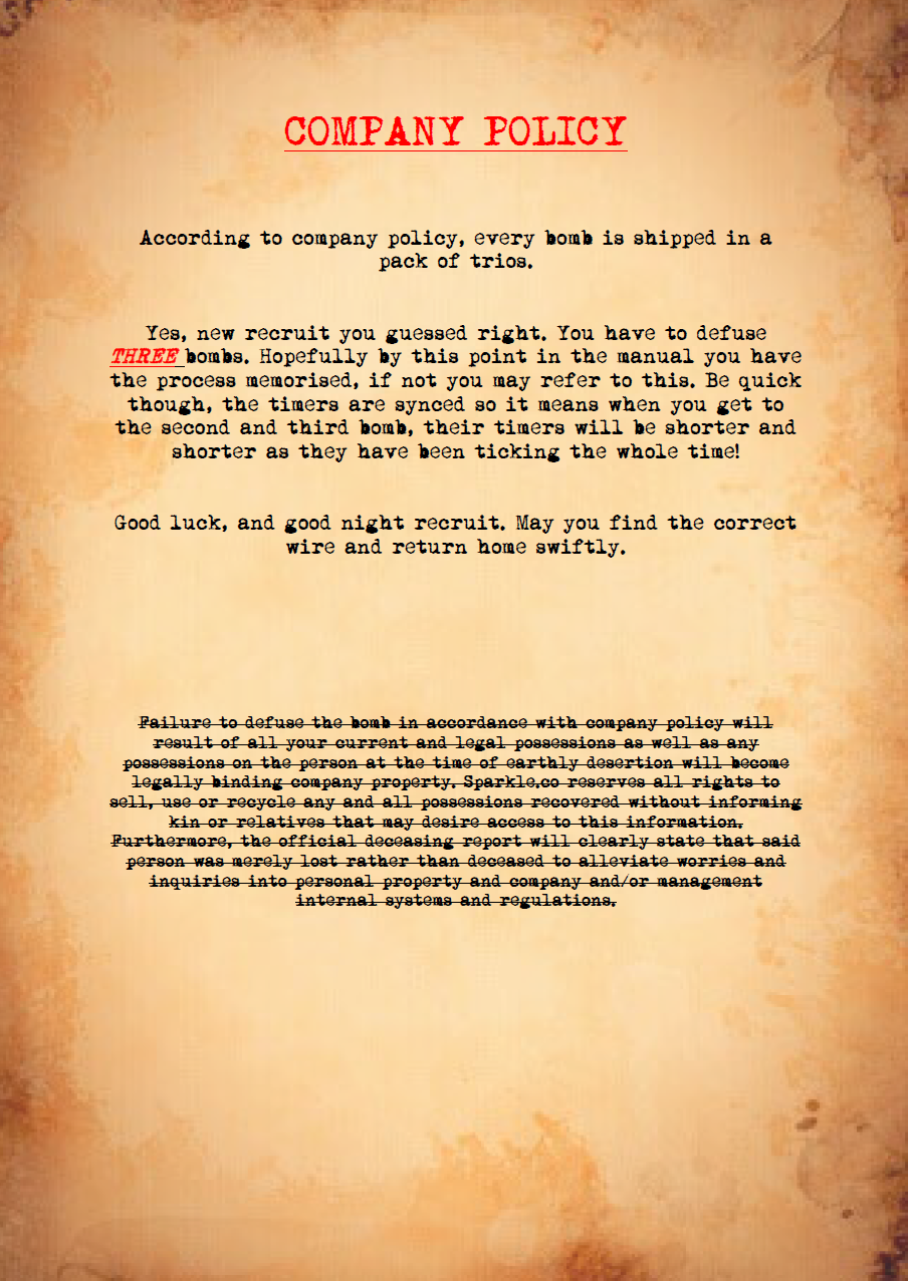 COMPANY POLICY
According to company policy, every bomb is shipped in a
pack of trios.
Yes, new recruit you guessed right. You have to defuse
THREE bombs. Hopefully by this point in the manual you have
the process memorised, if not you may refer to this. Be quick
though, the timers are synced so it means when you get to
the second and third bomb, their timers will be shorter and
shorter as they have been ticking the whole time!
Good luck, and good night recruit. May you find the correct
wire and return home swiftly.
Failure to defuse the bomb in accordance with company policy will
result of all your current and legal possessions as well as any
possessions on the person at the time of earthly desertion will become
legally binding company property. Sparkle.co reserves all rights to
sell, use or recycle any and all possessions recovered without informing
kin or relatives that may desire access to this information.
Furthermore, the official deceasing report will clearly state that said
person was merely lost rather than deceased to alleviate worries and
inquiries into personal property and company and/or management
internal systems and regulations.